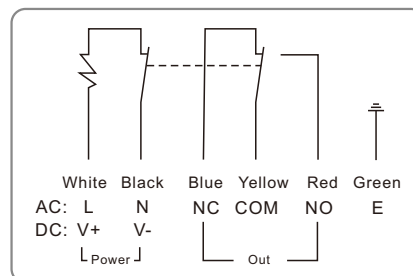 White Black Blue Yellow Red Green
AC: L N NC COM NO E
DC: V+ V-
Power Out